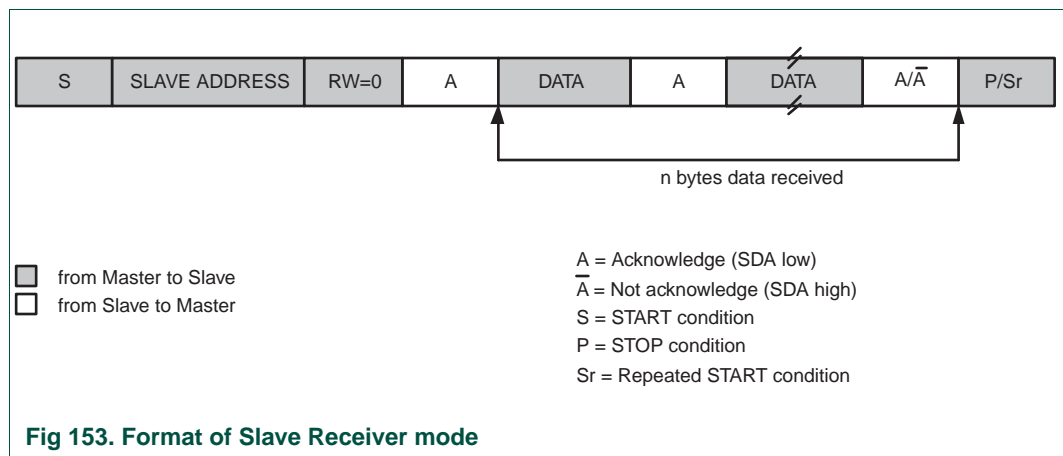 S SLAVE ADDRESS RW=0 A DATA A DATA A/A̅ P/Sr
n bytes data received
from Master to Slave
from Slave to Master
A = Acknowledge (SDA low)
A̅ = Not acknowledge (SDA high)
S = START condition
P = STOP condition
Sr = Repeated START condition
Fig 153. Format of Slave Receiver mode